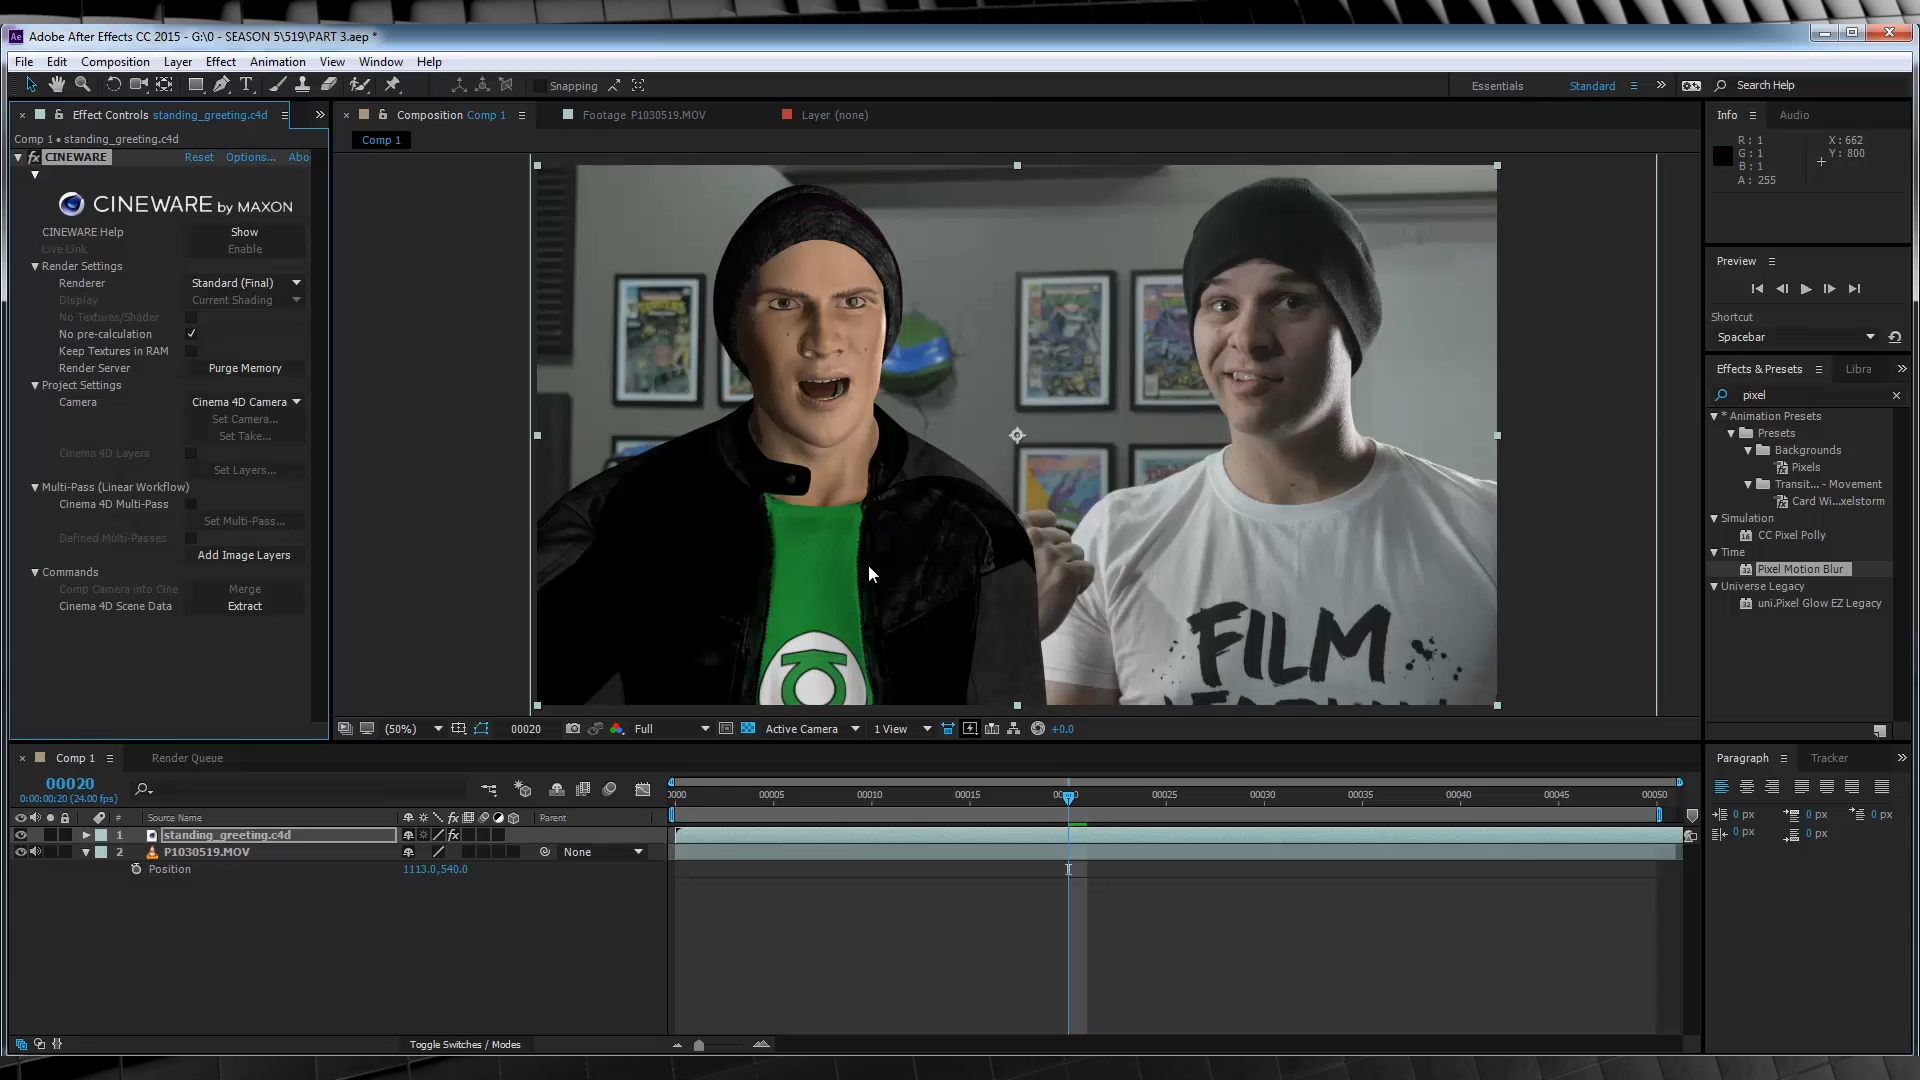 Adobe After Effects CC 2015 - G:\0 - SEASON 5\519\PART 3.aep *
File Edit Composition Layer Effect Animation View Window Help
Snapping
Essentials Standard Search Help
Effect Controls standing_greeting.c4d
Composition Comp 1
Footage P1030519.MOV
Layer (none)
Comp 1 • standing_greeting.c4d
Comp 1
CINEWARE Reset Options... Abo
CINEWARE by MAXON
CINEWARE Help Show
Live Link Enable
Render Settings
Renderer Standard (Final)
Display Current Shading
No Textures/Shader
No pre-calculation
Keep Textures in RAM
Render Server Purge Memory
Project Settings
Camera Cinema 4D Camera
Set Camera...
Set Take...
Cinema 4D Layers
Set Layers...
Multi-Pass (Linear Workflow)
Cinema 4D Multi-Pass
Set Multi-Pass...
Defined Multi-Passes
Add Image Layers
Commands
Comp Camera into Cine Merge
Cinema 4D Scene Data Extract
FILM
(50%) 00020 Full Active Camera 1 View +0.0
Info Audio
R: 1 X: 662
G: 1 Y: 800
B: 1
A: 255
Preview
Shortcut
Spacebar
Effects & Presets Libra
pixel
* Animation Presets
Presets
Backgrounds
Pixels
Transit... - Movement
Card Wi...xelstorm
Simulation
CC Pixel Polly
Time
Pixel Motion Blur
Universe Legacy
uni.Pixel Glow EZ Legacy
Paragraph Tracker
0 px 0 px 0 px
0 px 0 px
Comp 1 Render Queue
00020
0:00:00:20 (24.00 fps)
0000 00005 00010 00015 00025 00030 00035 00040 00045 00050
# Source Name Parent
1 standing_greeting.c4d
2 P1030519.MOV None
Position 1113.0,540.0
Toggle Switches / Modes